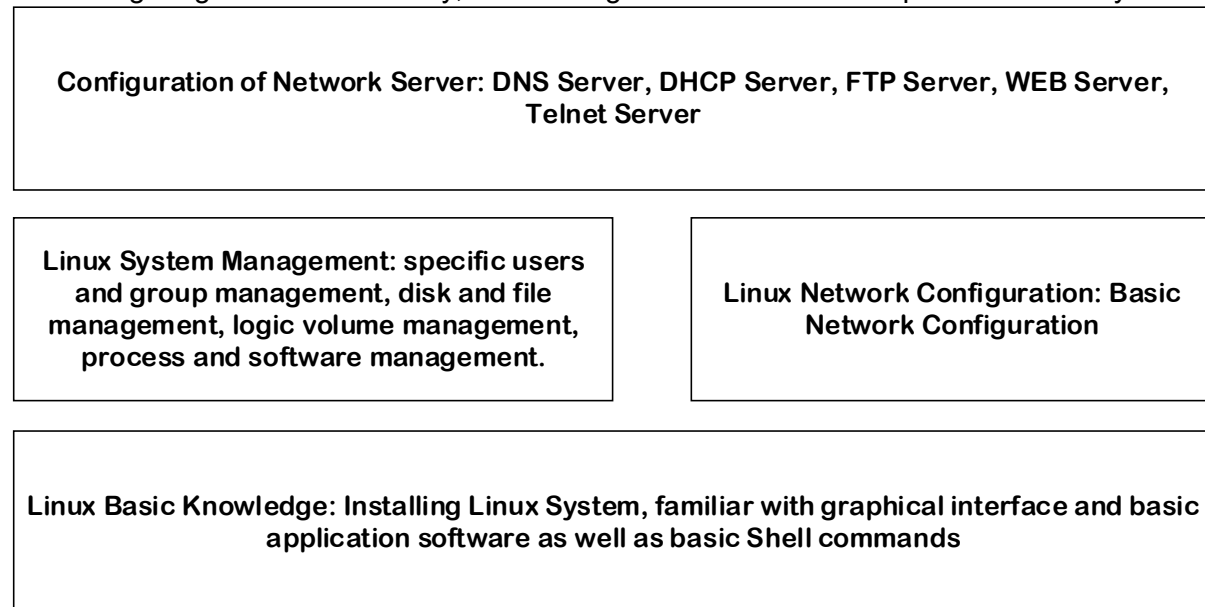 Configuration of Network Server: DNS Server, DHCP Server, FTP Server, WEB Server,
Telnet Server
Linux System Management: specific users
and group management, disk and file
management, logic volume management,
process and software management.
Linux Network Configuration: Basic
Network Configuration
Linux Basic Knowledge: Installing Linux System, familiar with graphical interface and basic
application software as well as basic Shell commands